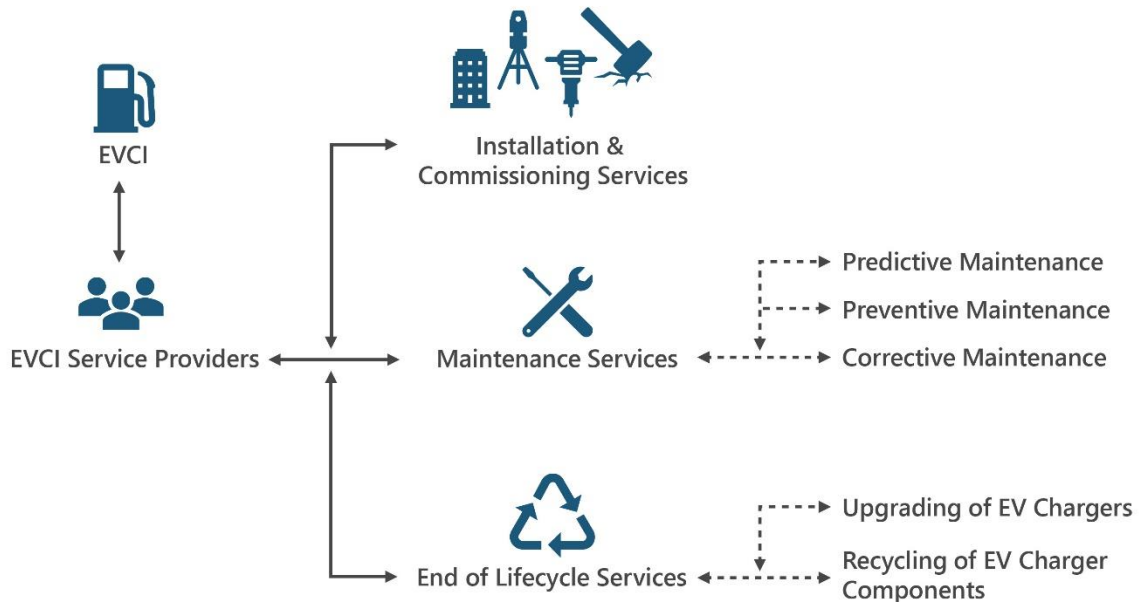 EVCI
Installation &
Commissioning Services
EVCI Service Providers
Maintenance Services
Predictive Maintenance
Preventive Maintenance
Corrective Maintenance
End of Lifecycle Services
Upgrading of EV Chargers
Recycling of EV Charger
Components